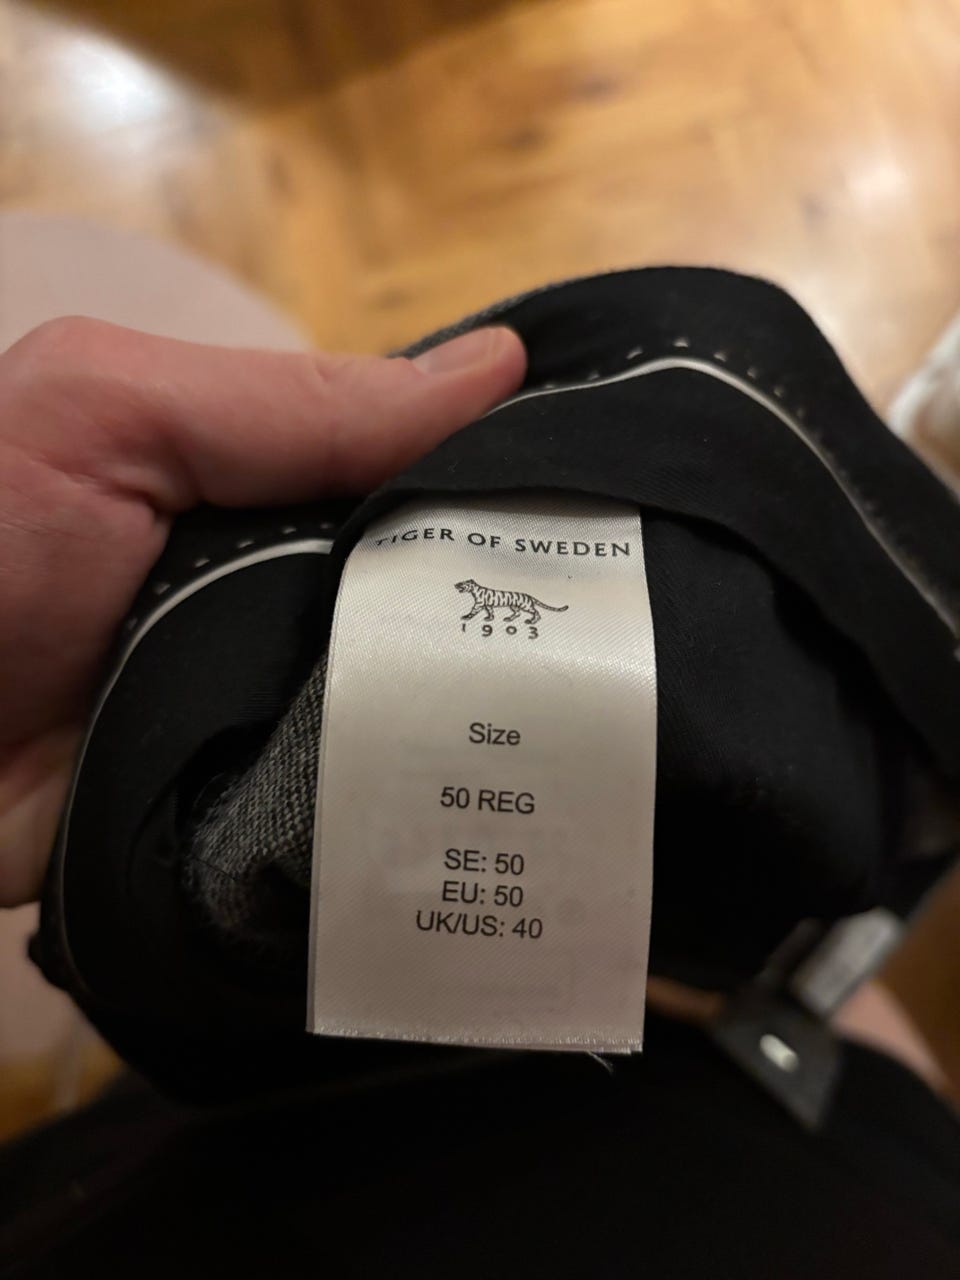 TIGER OF SWEDEN
1903
Size
50 REG
SE: 50
EU: 50
UK/US: 40